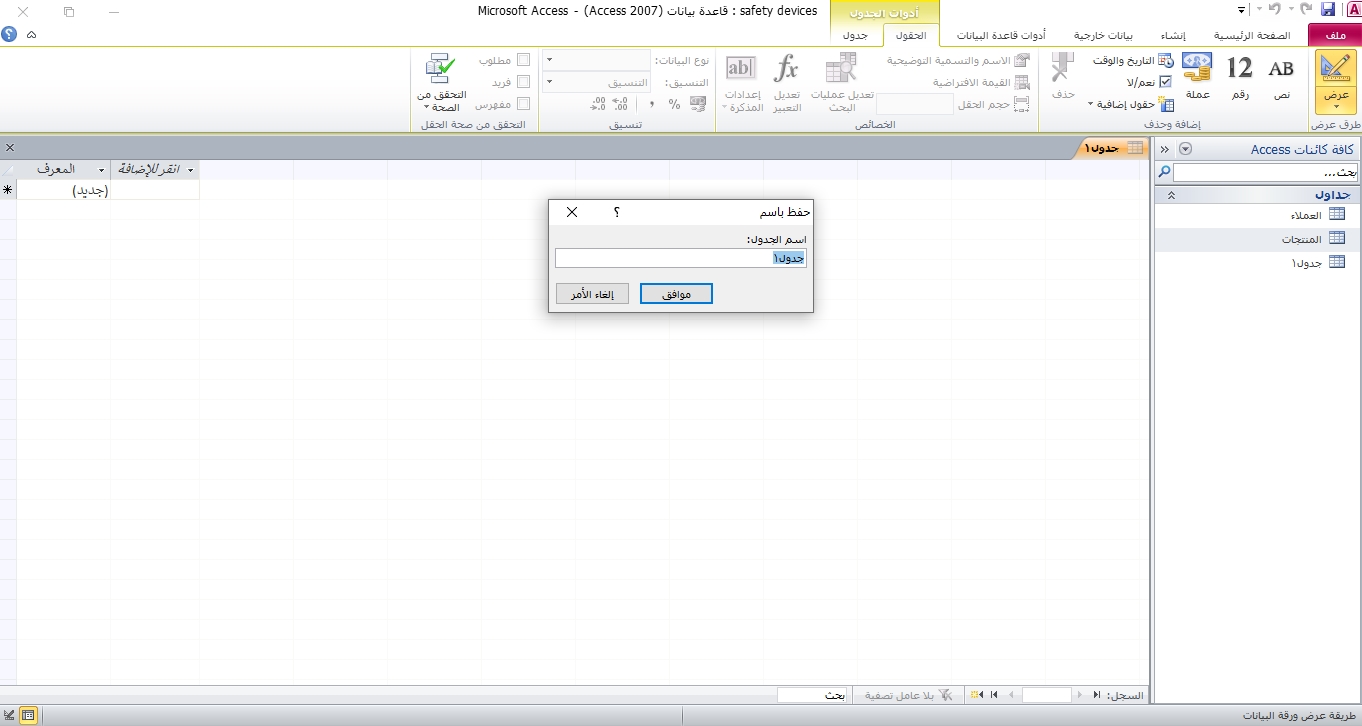 safety devices : قاعدة بيانات (Access 2007) - Microsoft Access
أدوات الجدول
ملف
الصفحة الرئيسية
إنشاء
بيانات خارجية
أدوات قاعدة البيانات
الحقول
جدول
عرض
طرق عرض
AB
نص
12
رقم
عملة
التاريخ والوقت
نعم/لا
حقول إضافية
حذف
إضافة وحذف
الاسم والتسمية التوضيحية
القيمة الافتراضية
حجم الحقل
تعديل عمليات
البحث
fx
تعديل
التعبير
ab
إعدادات
المذكرة
الخصائص
نوع البيانات:
التنسيق:
التنسيق
%
تنسيق
مطلوب
فريد
مفهرس
التحقق من
الصحة
التحقق من صحة الحقل
كافة كائنات Access
بحث...
جداول
العملاء
المنتجات
جدول١
جدول١
المعرف
انقر للإضافة
(جديد)
حفظ باسم
؟
اسم الجدول:
جدول١
موافق
إلغاء الأمر
السجل:
بلا عامل تصفية
بحث
طريقة عرض ورقة البيانات